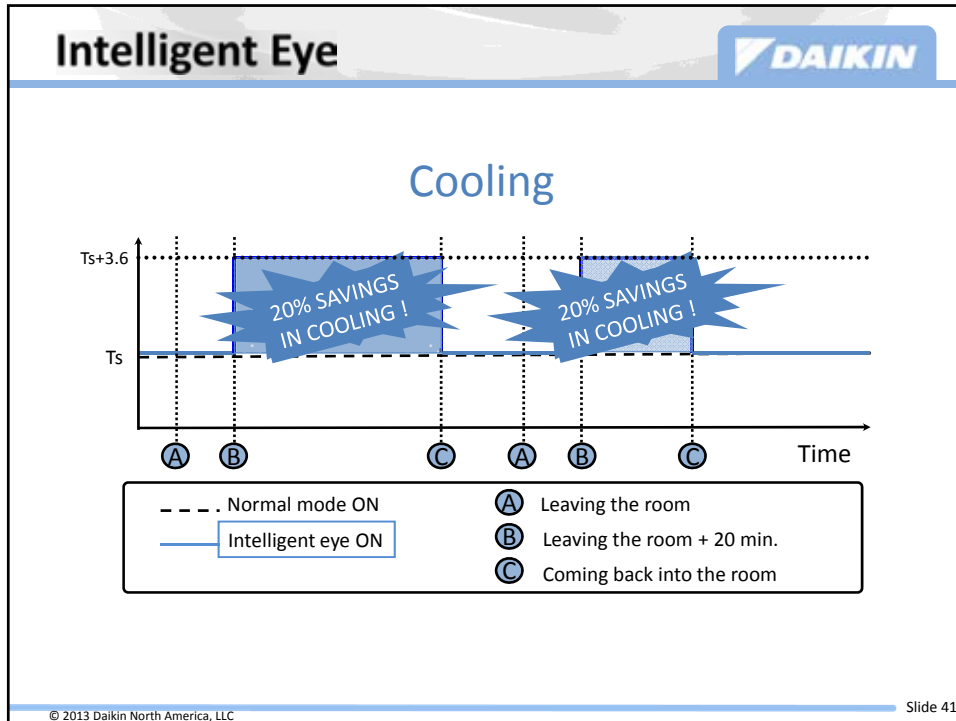 Intelligent Eye
DAIKIN
Cooling
Ts+3.6
20% SAVINGS
IN COOLING !
20% SAVINGS
IN COOLING !
Ts
A B C A B C Time
Normal mode ON
Intelligent eye ON
A Leaving the room
B Leaving the room + 20 min.
C Coming back into the room
© 2013 Daikin North America, LLC
Slide 41